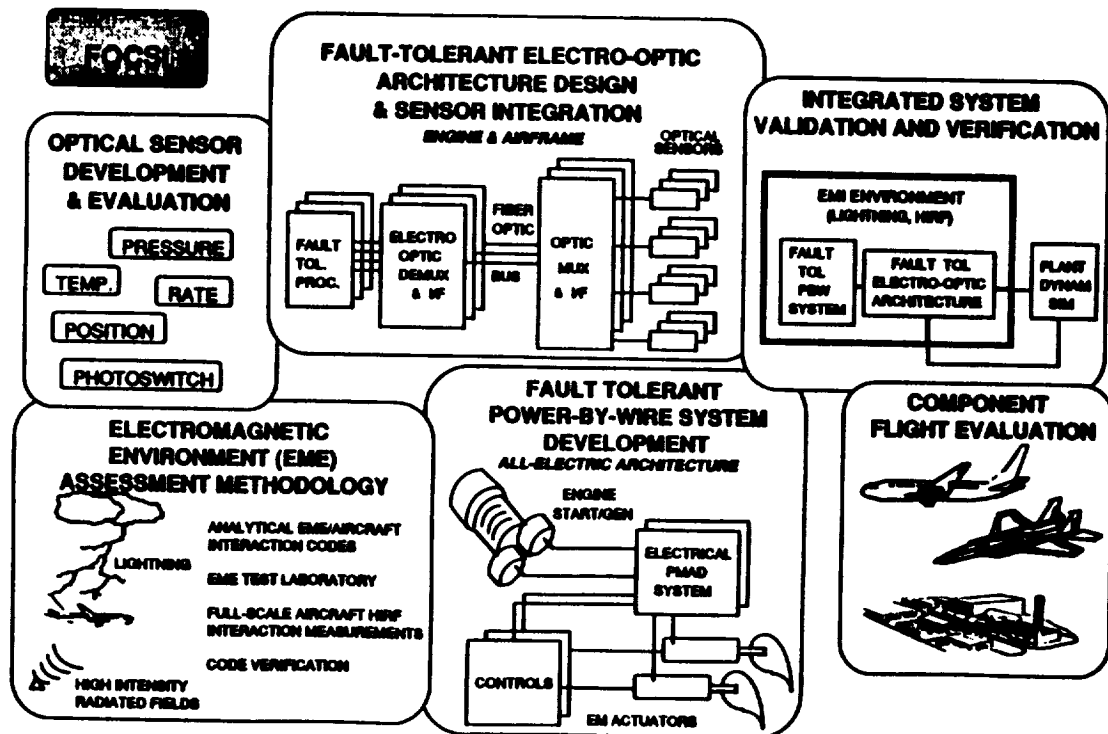 FOCSI
OPTICAL SENSOR
DEVELOPMENT
& EVALUATION
PRESSURE
TEMP.
RATE
POSITION
PHOTOSWITCH
FAULT-TOLERANT ELECTRO-OPTIC
ARCHITECTURE DESIGN
& SENSOR INTEGRATION
ENGINE & AIRFRAME
OPTICAL
SENSORS
FAULT
TOL.
PROC.
ELECTRO
OPTIC
DEMUX
& I/F
FIBER
OPTIC
BUS
OPTIC
MUX
& I/F
INTEGRATED SYSTEM
VALIDATION AND VERIFICATION
EMI ENVIRONMENT
(LIGHTNING, HIRF)
FAULT
TOL
PBW
SYSTEM
FAULT TOL
ELECTRO-OPTIC
ARCHITECTURE
PLANT
DYNAM
SIM
ELECTROMAGNETIC
ENVIRONMENT (EME)
ASSESSMENT METHODOLOGY
LIGHTNING
ANALYTICAL EME/AIRCRAFT
INTERACTION CODES
EME TEST LABORATORY
FULL-SCALE AIRCRAFT HIRF
INTERACTION MEASUREMENTS
CODE VERIFICATION
HIGH INTENSITY
RADIATED FIELDS
FAULT TOLERANT
POWER-BY-WIRE SYSTEM
DEVELOPMENT
ALL-ELECTRIC ARCHITECTURE
ENGINE
START/GEN
ELECTRICAL
PMAD
SYSTEM
CONTROLS
EM ACTUATORS
COMPONENT
FLIGHT EVALUATION